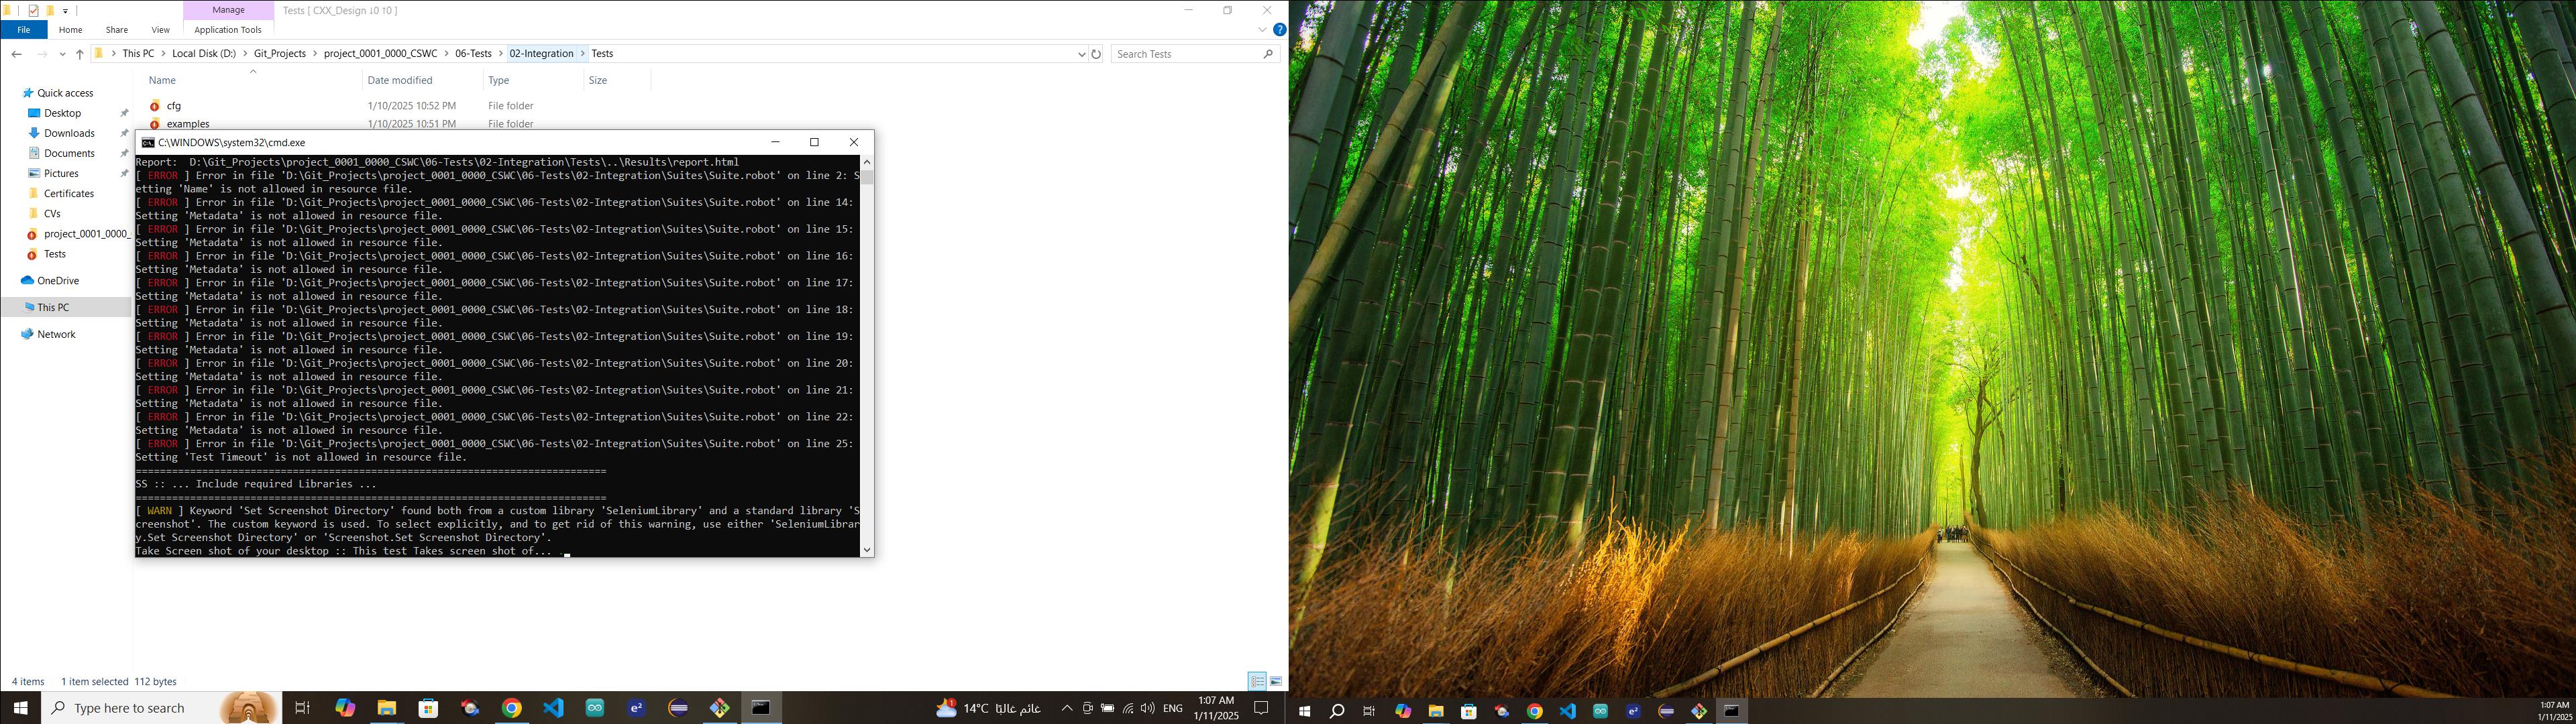 Manage
Tests [ CXX_Design ↓0 ↑0 ]
File
Home
Share
View
Application Tools
This PC
Local Disk (D:)
Git_Projects
project_0001_0000_CSWC
06-Tests
02-Integration
Tests
Search Tests
Name
Date modified
Type
Size
Quick access
cfg
1/10/2025 10:52 PM
File folder
Desktop
examples
1/10/2025 10:51 PM
File folder
Downloads
Documents
Pictures
Certificates
CVs
project_0001_0000_
Tests
OneDrive
This PC
Network
C:\WINDOWS\system32\cmd.exe
Report:  D:\Git_Projects\project_0001_0000_CSWC\06-Tests\02-Integration\Tests\..\Results\report.html
[ ERROR ] Error in file 'D:\Git_Projects\project_0001_0000_CSWC\06-Tests\02-Integration\Suites\Suite.robot' on line 2: S
etting 'Name' is not allowed in resource file.
[ ERROR ] Error in file 'D:\Git_Projects\project_0001_0000_CSWC\06-Tests\02-Integration\Suites\Suite.robot' on line 14:
Setting 'Metadata' is not allowed in resource file.
[ ERROR ] Error in file 'D:\Git_Projects\project_0001_0000_CSWC\06-Tests\02-Integration\Suites\Suite.robot' on line 15:
Setting 'Metadata' is not allowed in resource file.
[ ERROR ] Error in file 'D:\Git_Projects\project_0001_0000_CSWC\06-Tests\02-Integration\Suites\Suite.robot' on line 16:
Setting 'Metadata' is not allowed in resource file.
[ ERROR ] Error in file 'D:\Git_Projects\project_0001_0000_CSWC\06-Tests\02-Integration\Suites\Suite.robot' on line 17:
Setting 'Metadata' is not allowed in resource file.
[ ERROR ] Error in file 'D:\Git_Projects\project_0001_0000_CSWC\06-Tests\02-Integration\Suites\Suite.robot' on line 18:
Setting 'Metadata' is not allowed in resource file.
[ ERROR ] Error in file 'D:\Git_Projects\project_0001_0000_CSWC\06-Tests\02-Integration\Suites\Suite.robot' on line 19:
Setting 'Metadata' is not allowed in resource file.
[ ERROR ] Error in file 'D:\Git_Projects\project_0001_0000_CSWC\06-Tests\02-Integration\Suites\Suite.robot' on line 20:
Setting 'Metadata' is not allowed in resource file.
[ ERROR ] Error in file 'D:\Git_Projects\project_0001_0000_CSWC\06-Tests\02-Integration\Suites\Suite.robot' on line 21:
Setting 'Metadata' is not allowed in resource file.
[ ERROR ] Error in file 'D:\Git_Projects\project_0001_0000_CSWC\06-Tests\02-Integration\Suites\Suite.robot' on line 22:
Setting 'Metadata' is not allowed in resource file.
[ ERROR ] Error in file 'D:\Git_Projects\project_0001_0000_CSWC\06-Tests\02-Integration\Suites\Suite.robot' on line 25:
Setting 'Test Timeout' is not allowed in resource file.
==============================================================================
SS :: ... Include required Libraries ...
==============================================================================
[ WARN ] Keyword 'Set Screenshot Directory' found both from a custom library 'SeleniumLibrary' and a standard library 'S
creenshot'. The custom keyword is used. To select explicitly, and to get rid of this warning, use either 'SeleniumLibrar
y.Set Screenshot Directory' or 'Screenshot.Set Screenshot Directory'.
Take Screen shot of your desktop :: This test Takes screen shot of... .
4 items
1 item selected
112 bytes
Type here to search
14°C
غائم غالبًا
ENG
1:07 AM
1/11/2025
1:07 AM
1/11/2025